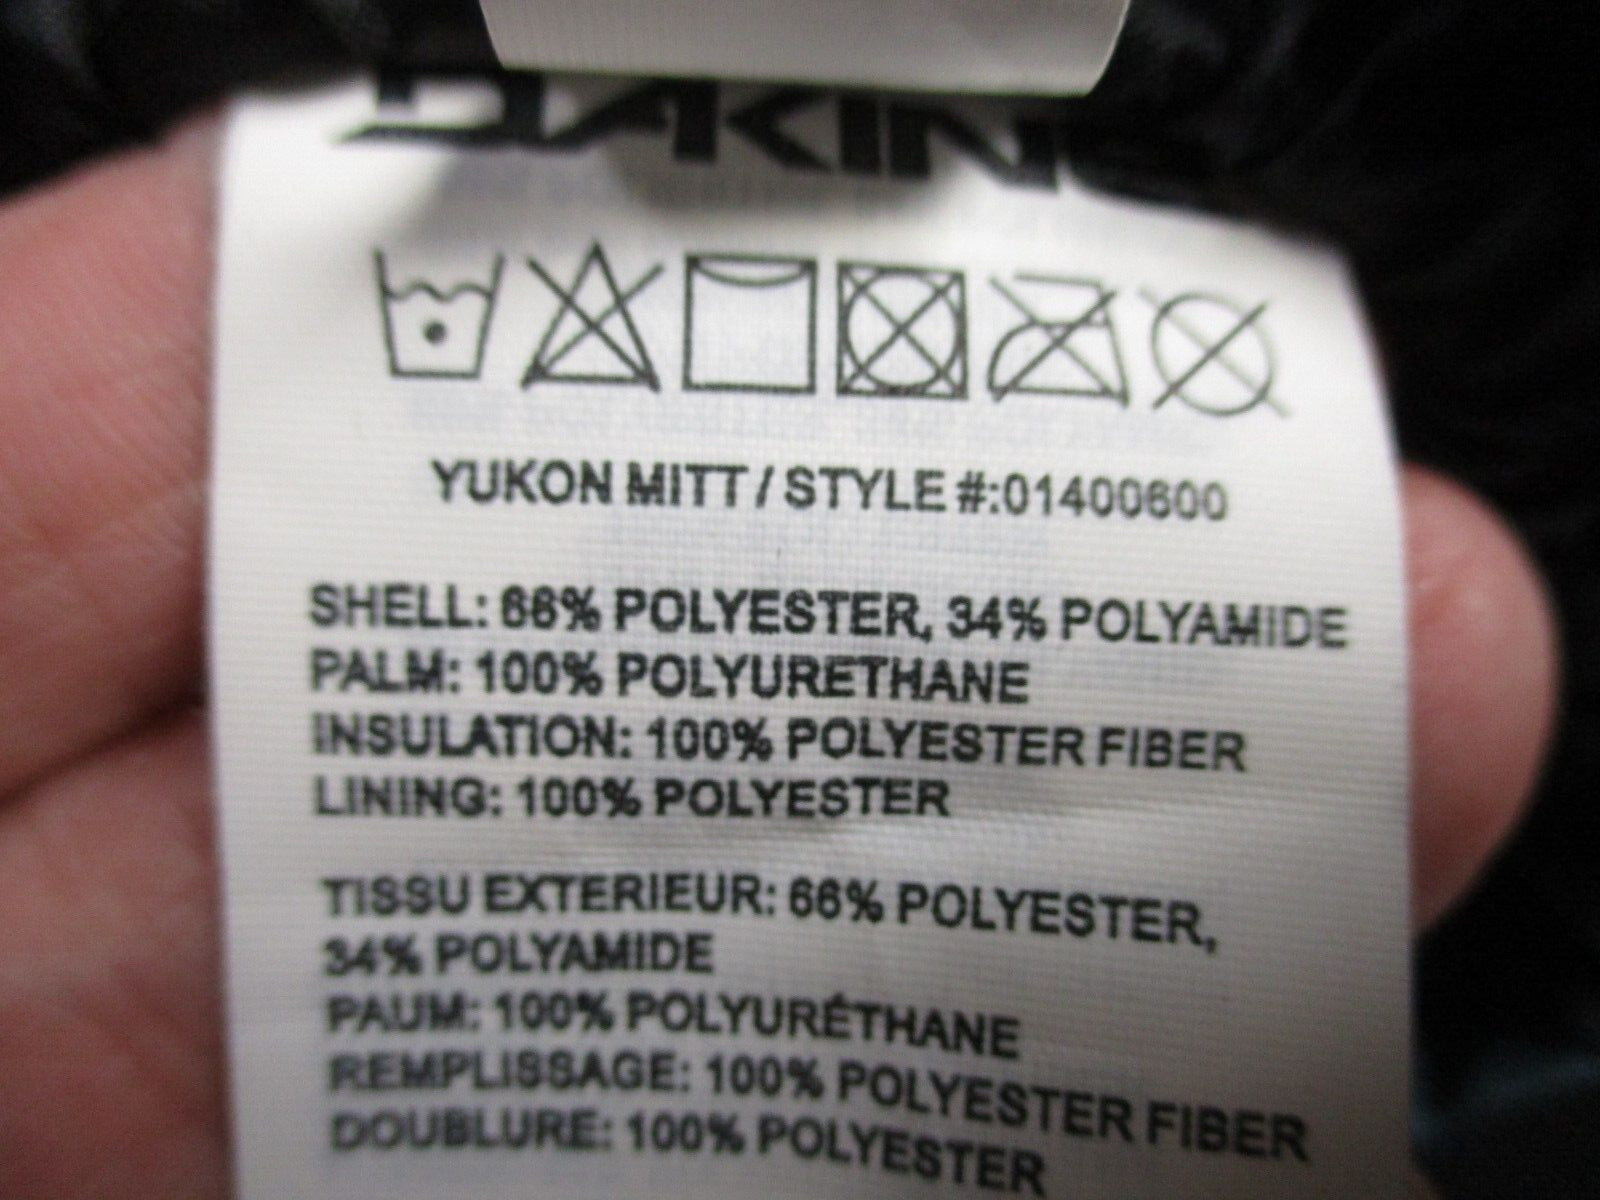 DAKINE
YUKON MITT / STYLE #:01400600
SHELL: 66% POLYESTER, 34% POLYAMIDE
PALM: 100% POLYURETHANE
INSULATION: 100% POLYESTER FIBER
LINING: 100% POLYESTER
TISSU EXTERIEUR: 66% POLYESTER,
34% POLYAMIDE
PAUM: 100% POLYURÉTHANE
REMPLISSAGE: 100% POLYESTER FIBER
DOUBLURE: 100% POLYESTER